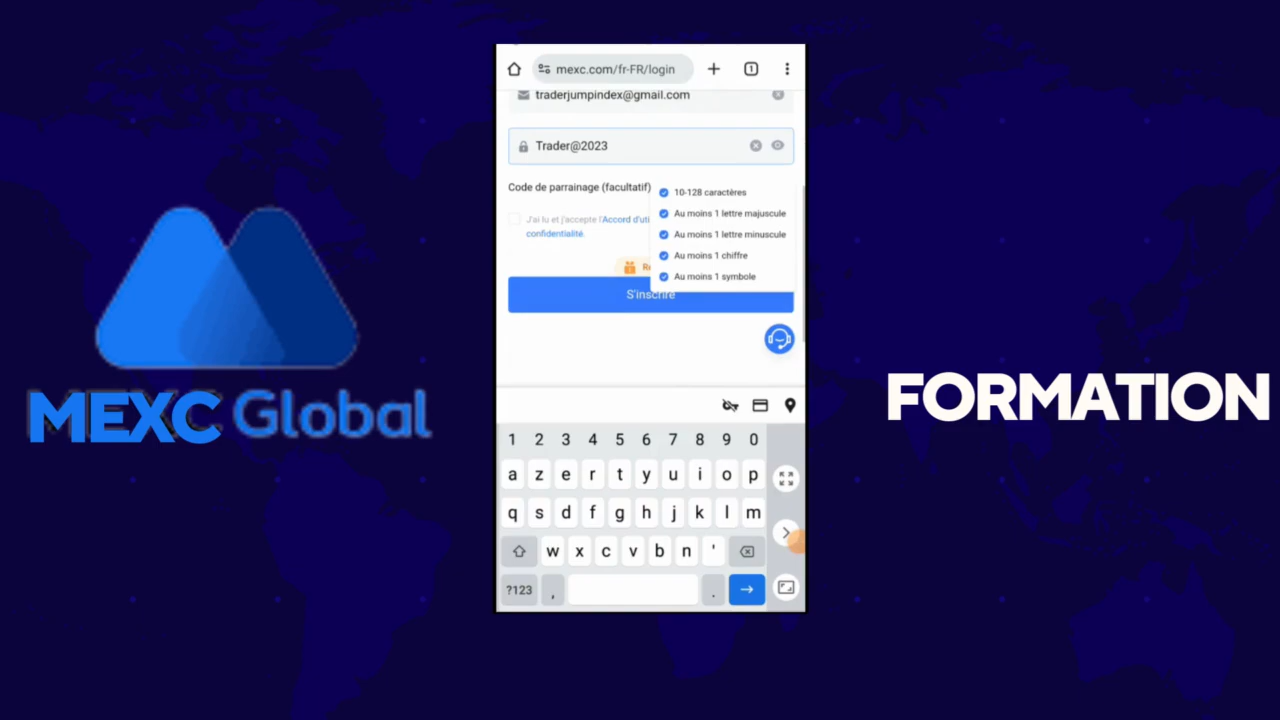 mexc.com/fr-FR/login
1
traderjumpindex@gmail.com
Trader@2023
Code de parrainage (facultatif)
10-128 caractères
Au moins 1 lettre majuscule
J'ai lu et j'accepte l'Accord d'uti
Au moins 1 lettre minuscule
confidentialité.
Au moins 1 chiffre
Re
Au moins 1 symbole
S'inscrire
MEXC Global
FORMATION
1 2 3 4 5 6 7 8 9 0
a z e r t y u i o p
q s d f g h j k l m
w x c v b n '
?123 , .